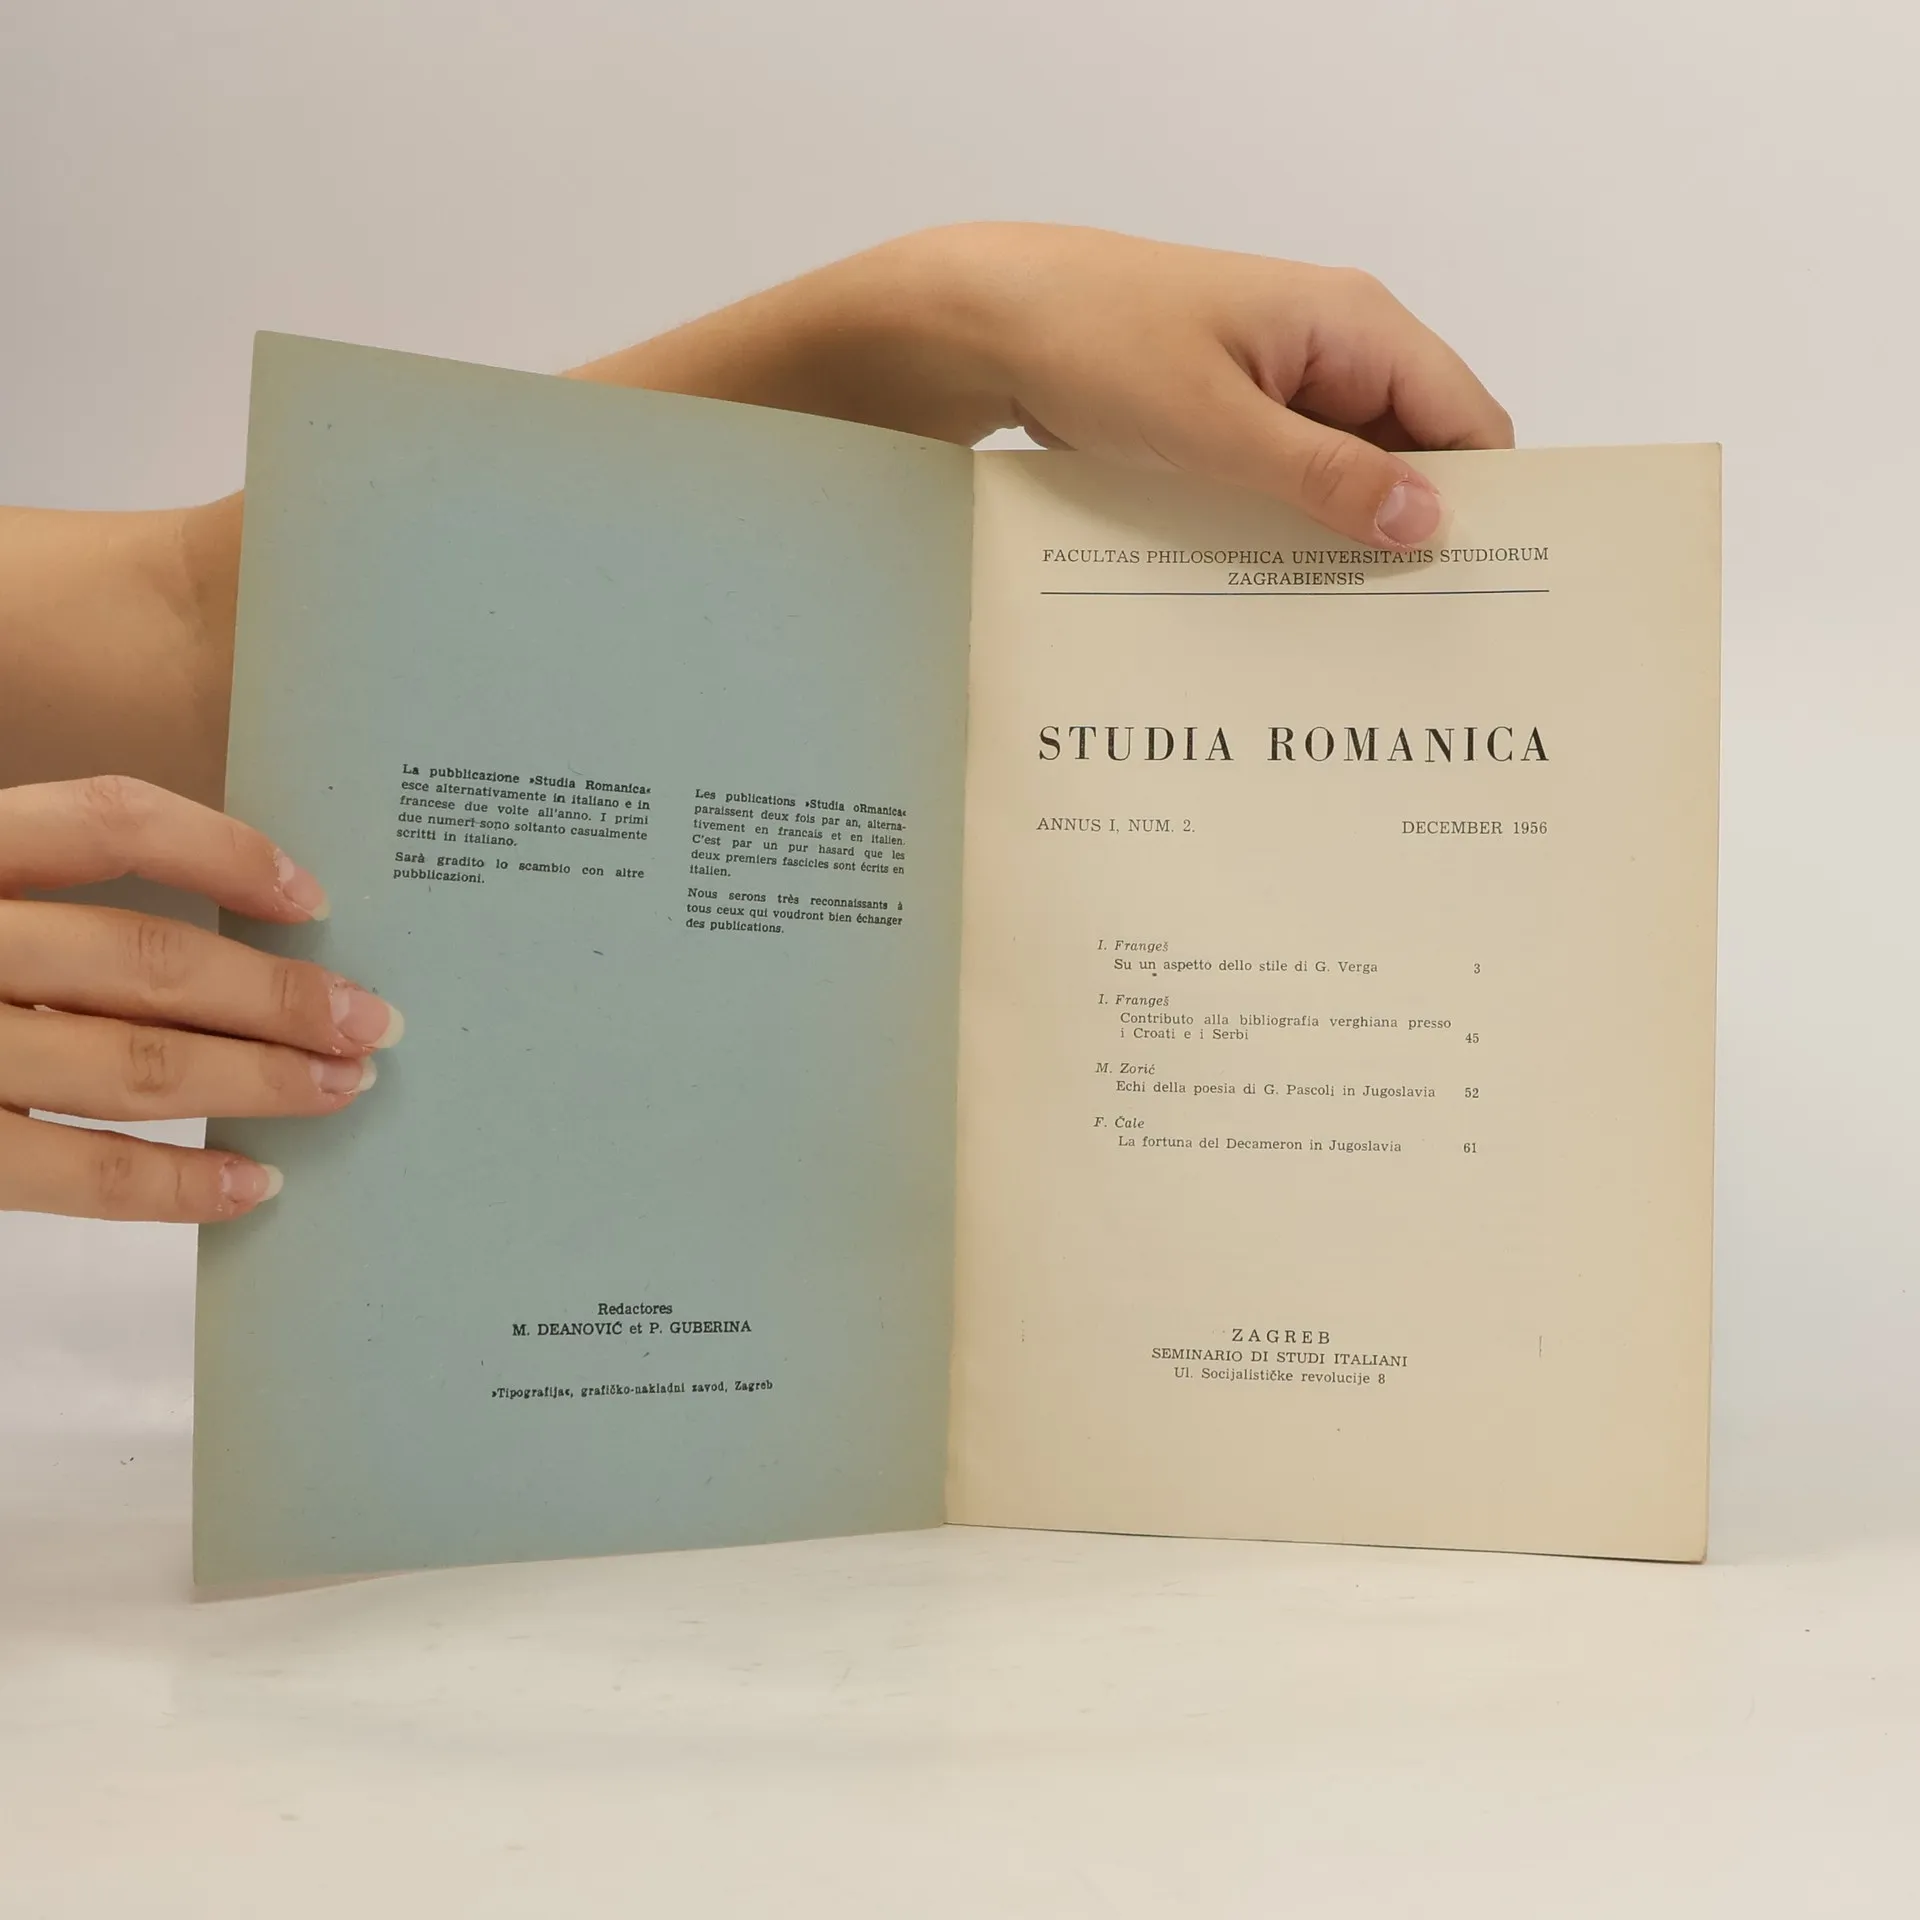 La pubblicazione »Studia Romanica«
esce alternativamente in italiano e in
francese due volte all'anno. I primi
due numeri sono soltanto casualmente
scritti in italiano.
Sarà gradito lo scambio con altre
pubblicazioni.
Les publications »Studia oRmanica«
paraissent deux fois par an, alterna-
tivement en francais et en italien.
C'est par un pur hasard que les
deux premiers fascicles sont écrits en
italien.
Nous serons très reconnaissants à
tous ceux qui voudront bien échanger
des publications.
Redactores
M. DEANOVIĆ et P. GUBERINA
»Tipografija«, grafičko-nakladni zavod, Zagreb
FACULTAS PHILOSOPHICA UNIVERSITATIS STUDIORUM
ZAGRABIENSIS
STUDIA ROMANICA
ANNUS I, NUM. 2. DECEMBER 1956
I. Frangeš
Su un aspetto dello stile di G. Verga 3
I. Frangeš
Contributo alla bibliografia verghiana presso
i Croati e i Serbi 45
M. Zorić
Echi della poesia di G. Pascoli in Jugoslavia 52
F. Čale
La fortuna del Decameron in Jugoslavia 61
ZAGREB
SEMINARIO DI STUDI ITALIANI
Ul. Socijalističke revolucije 8